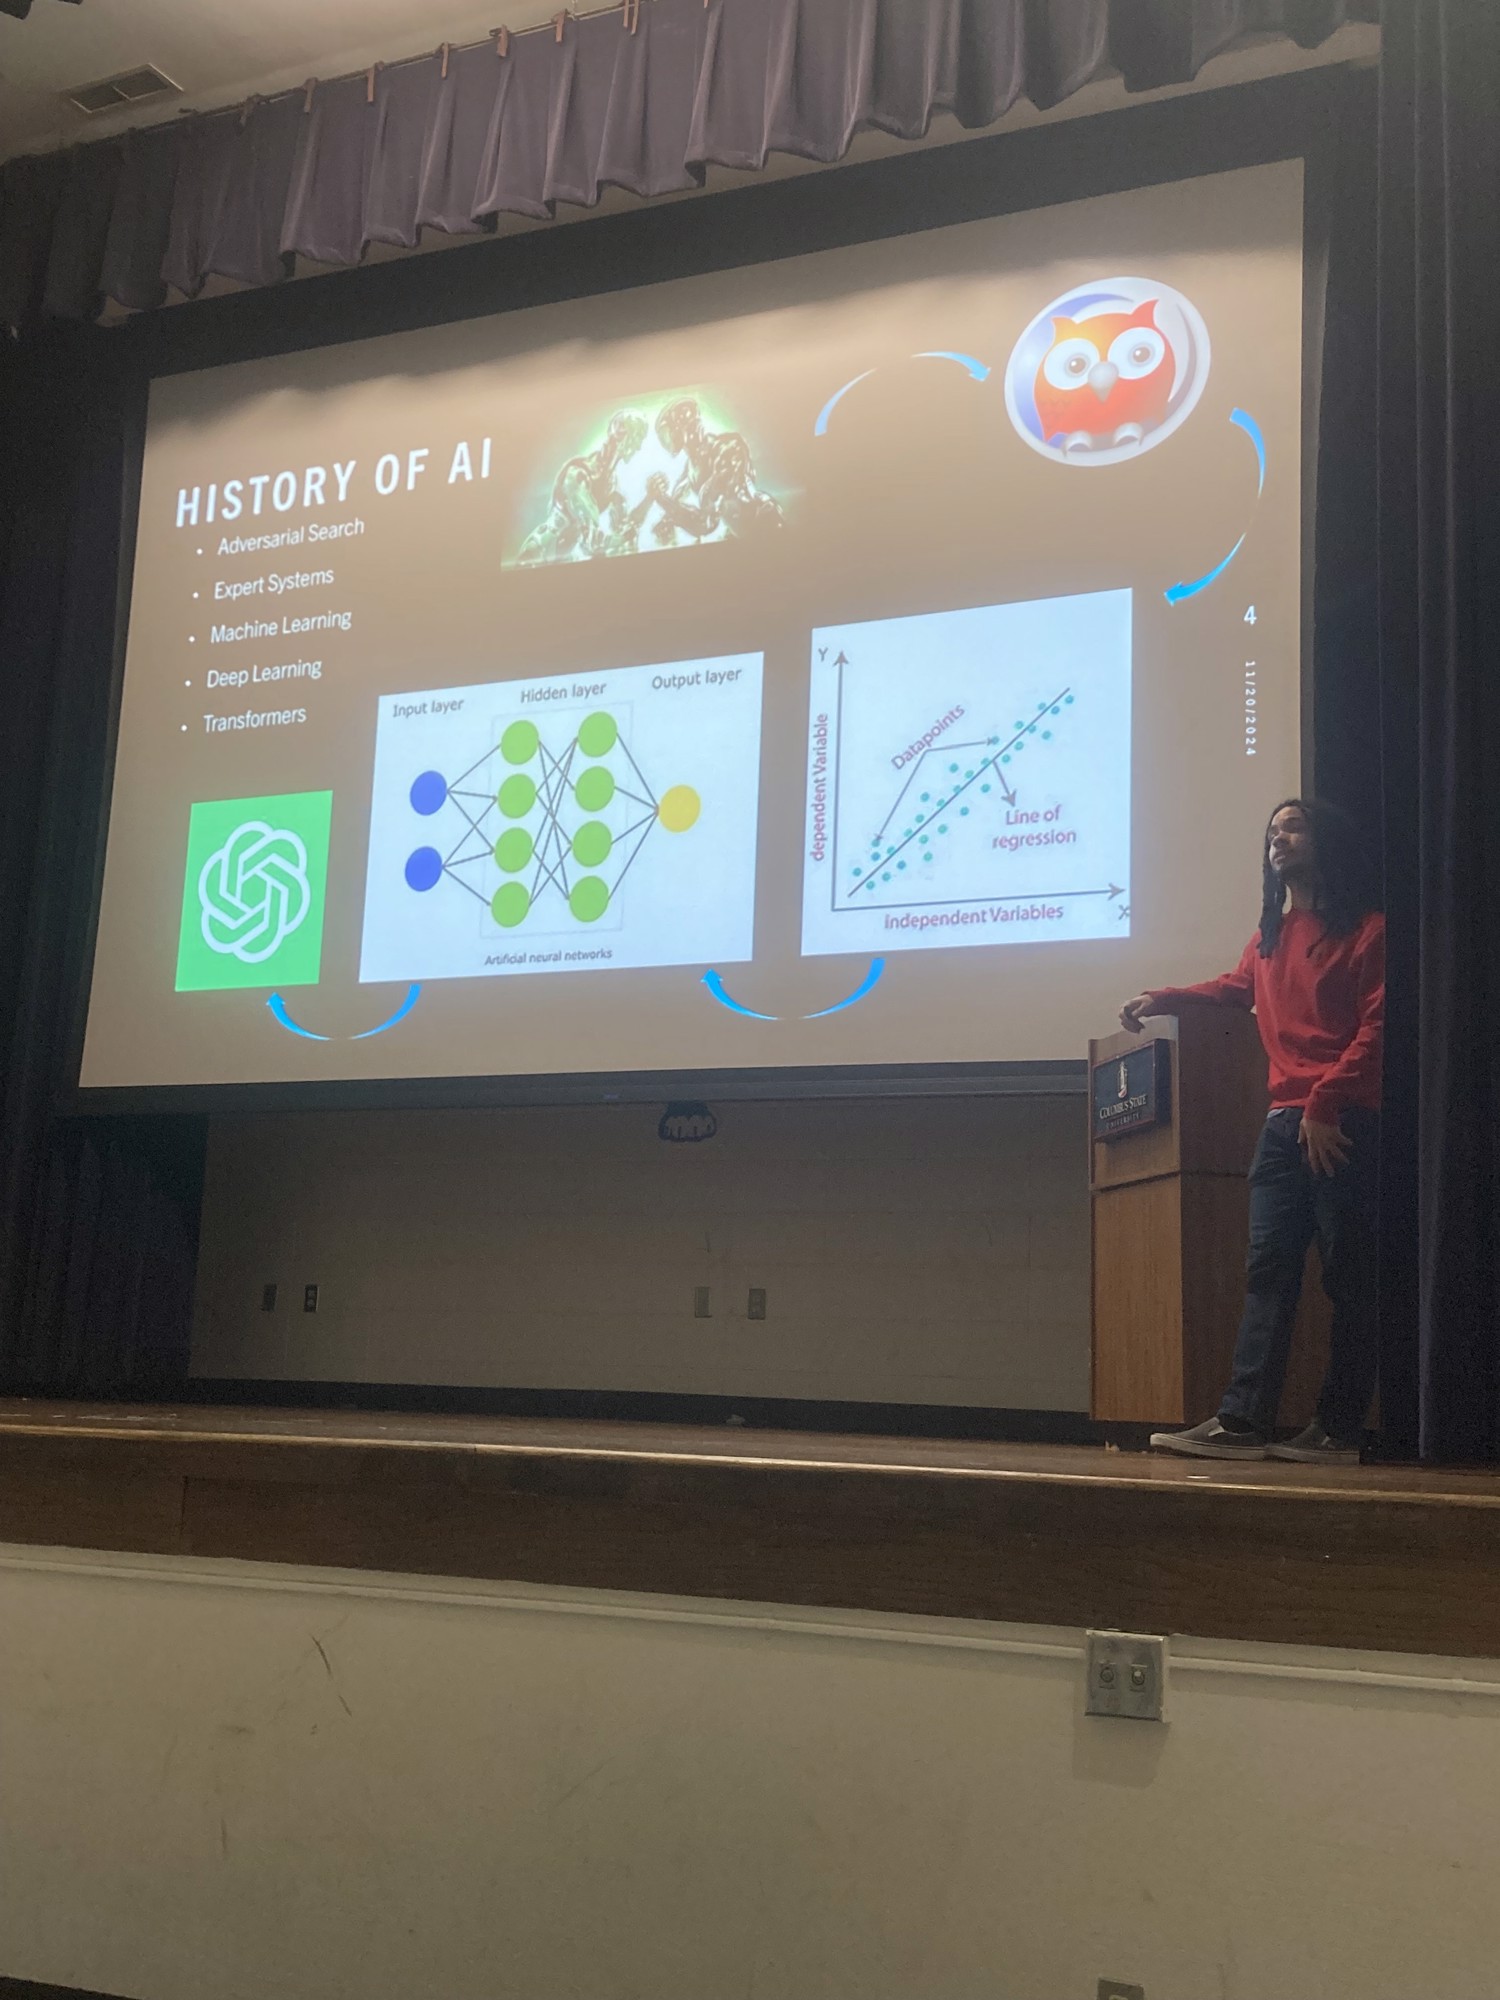 HISTORY OF AI
• Adversarial Search
• Expert Systems
• Machine Learning
• Deep Learning
• Transformers
Input layer
Hidden layer
Output layer
Artificial neural networks
Y
dependent Variable
Datapoints
Line of
regression
independent Variables
X
4
11/20/2024
COLUMBUS STATE
UNIVERSITY